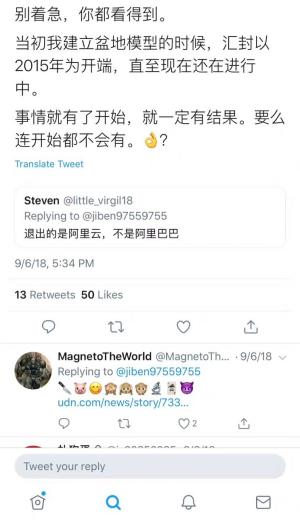 别着急，你都看得到。
当初我建立盆地模型的时候，汇封以
2015年为开端，直至现在还在进行
中。
事情就有了开始，就一定有结果。要么
连开始都不会有。👌?
Translate Tweet
Steven @little_virgil18
Replying to @jiben97559755
退出的是阿里云，不是阿里巴巴
9/6/18, 5:34 PM
13 Retweets 50 Likes
MagnetoTheWorld @MagnetoTh... · 9/6/18
Replying to @jiben97559755
🔪🐷😋🙈🙈🙉🔬🃏😈
udn.com/news/story/733...
2
Tweet your reply